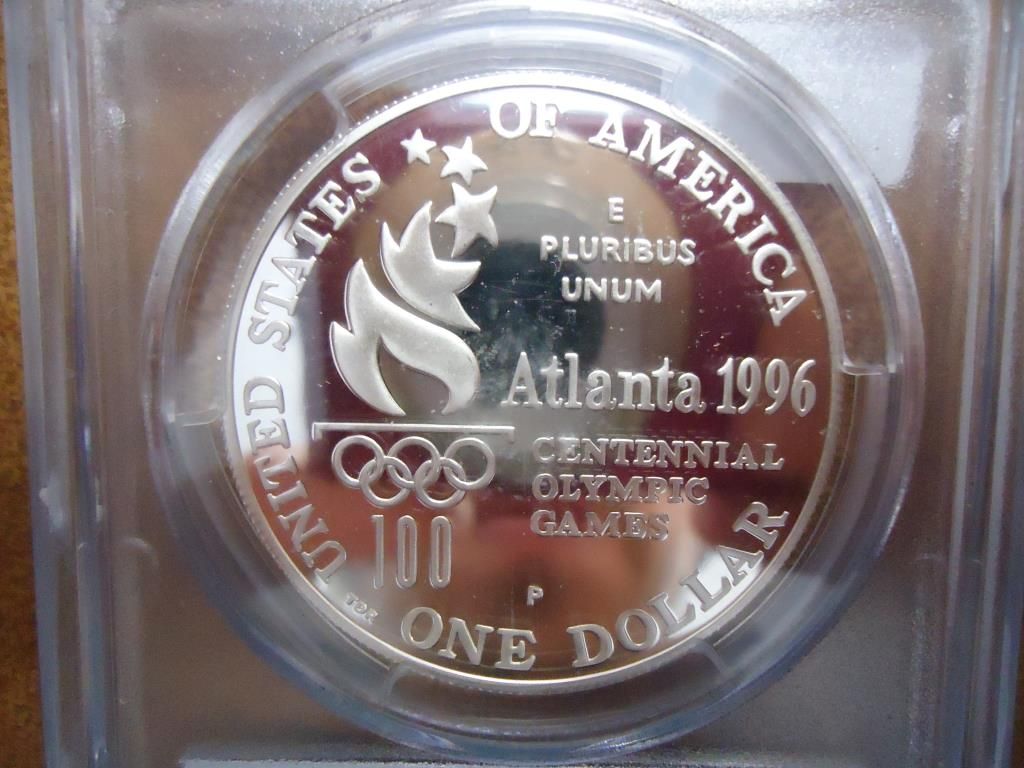 UNITED STATES OF AMERICA
E
PLURIBUS
UNUM
Atlanta 1996
CENTENNIAL
OLYMPIC
GAMES
100
P
ONE DOLLAR